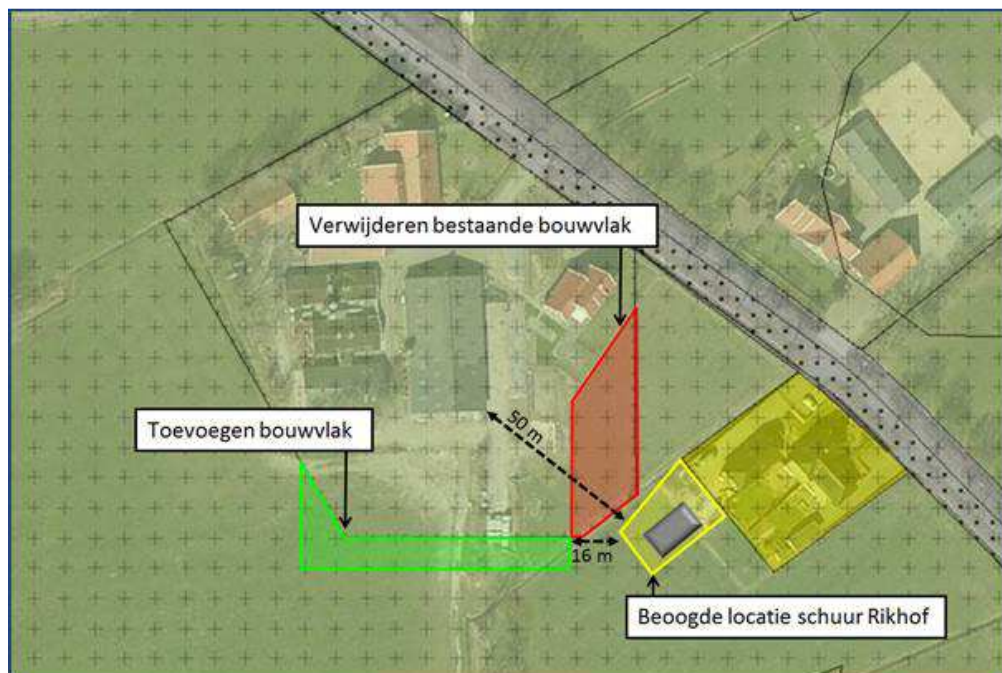 Verwijderen bestaande bouwvlak
50 m
Toevoegen bouwvlak
16 m
Beoogde locatie schuur Rikhof